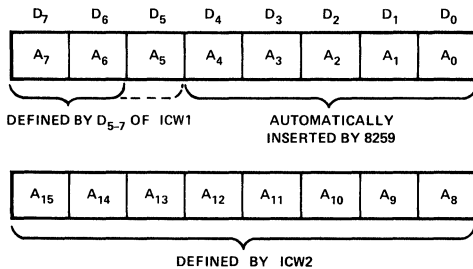 D7 D6 D5 D4 D3 D2 D1 D0
A7 A6 A5 A4 A3 A2 A1 A0
DEFINED BY D5-7 OF ICW1
AUTOMATICALLY
INSERTED BY 8259
A15 A14 A13 A12 A11 A10 A9 A8
DEFINED BY ICW2